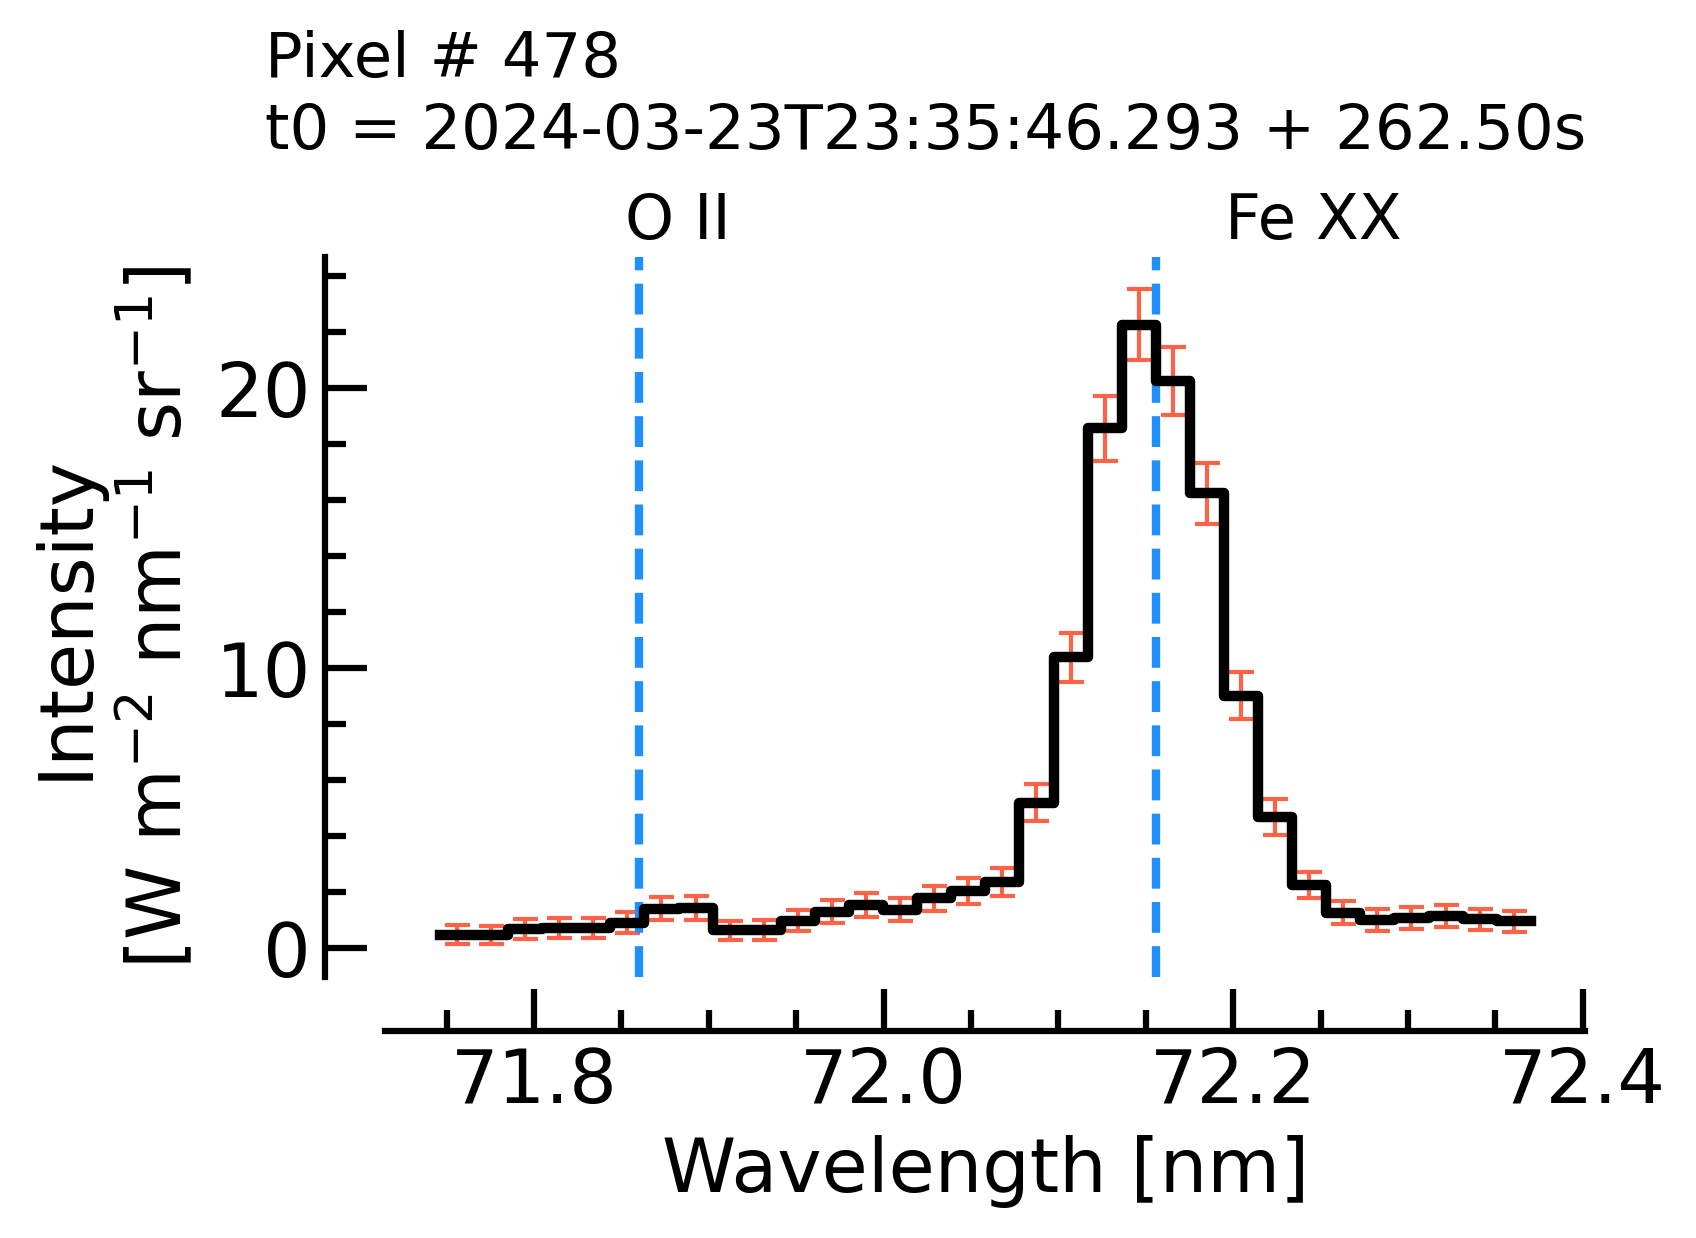 Pixel # 478
t0 = 2024-03-23T23:35:46.293 + 262.50s
O II
Fe XX
Intensity
[W m⁻² nm⁻¹ sr⁻¹]
20
10
0
71.8
72.0
72.2
72.4
Wavelength [nm]